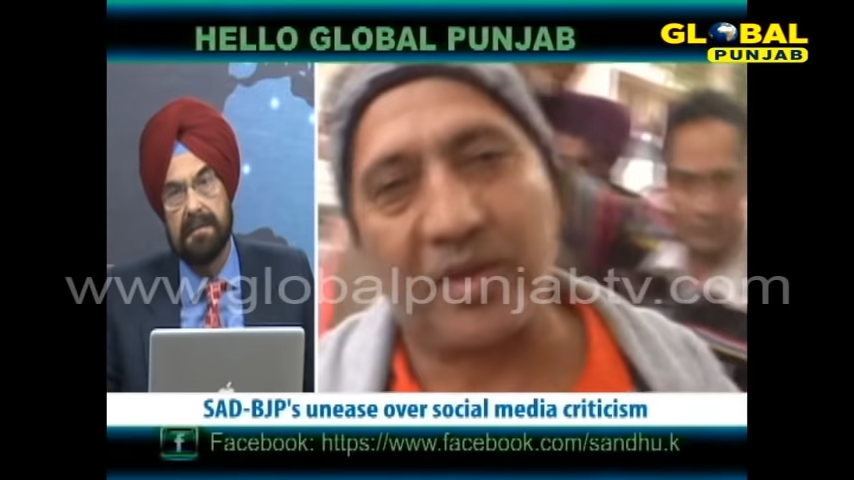 HELLO GLOBAL PUNJAB
GLOBAL
PUNJAB
www.globalpunjabtv.com
SAD-BJP's unease over social media criticism
f Facebook: https://www.facebook.com/sandhu.k